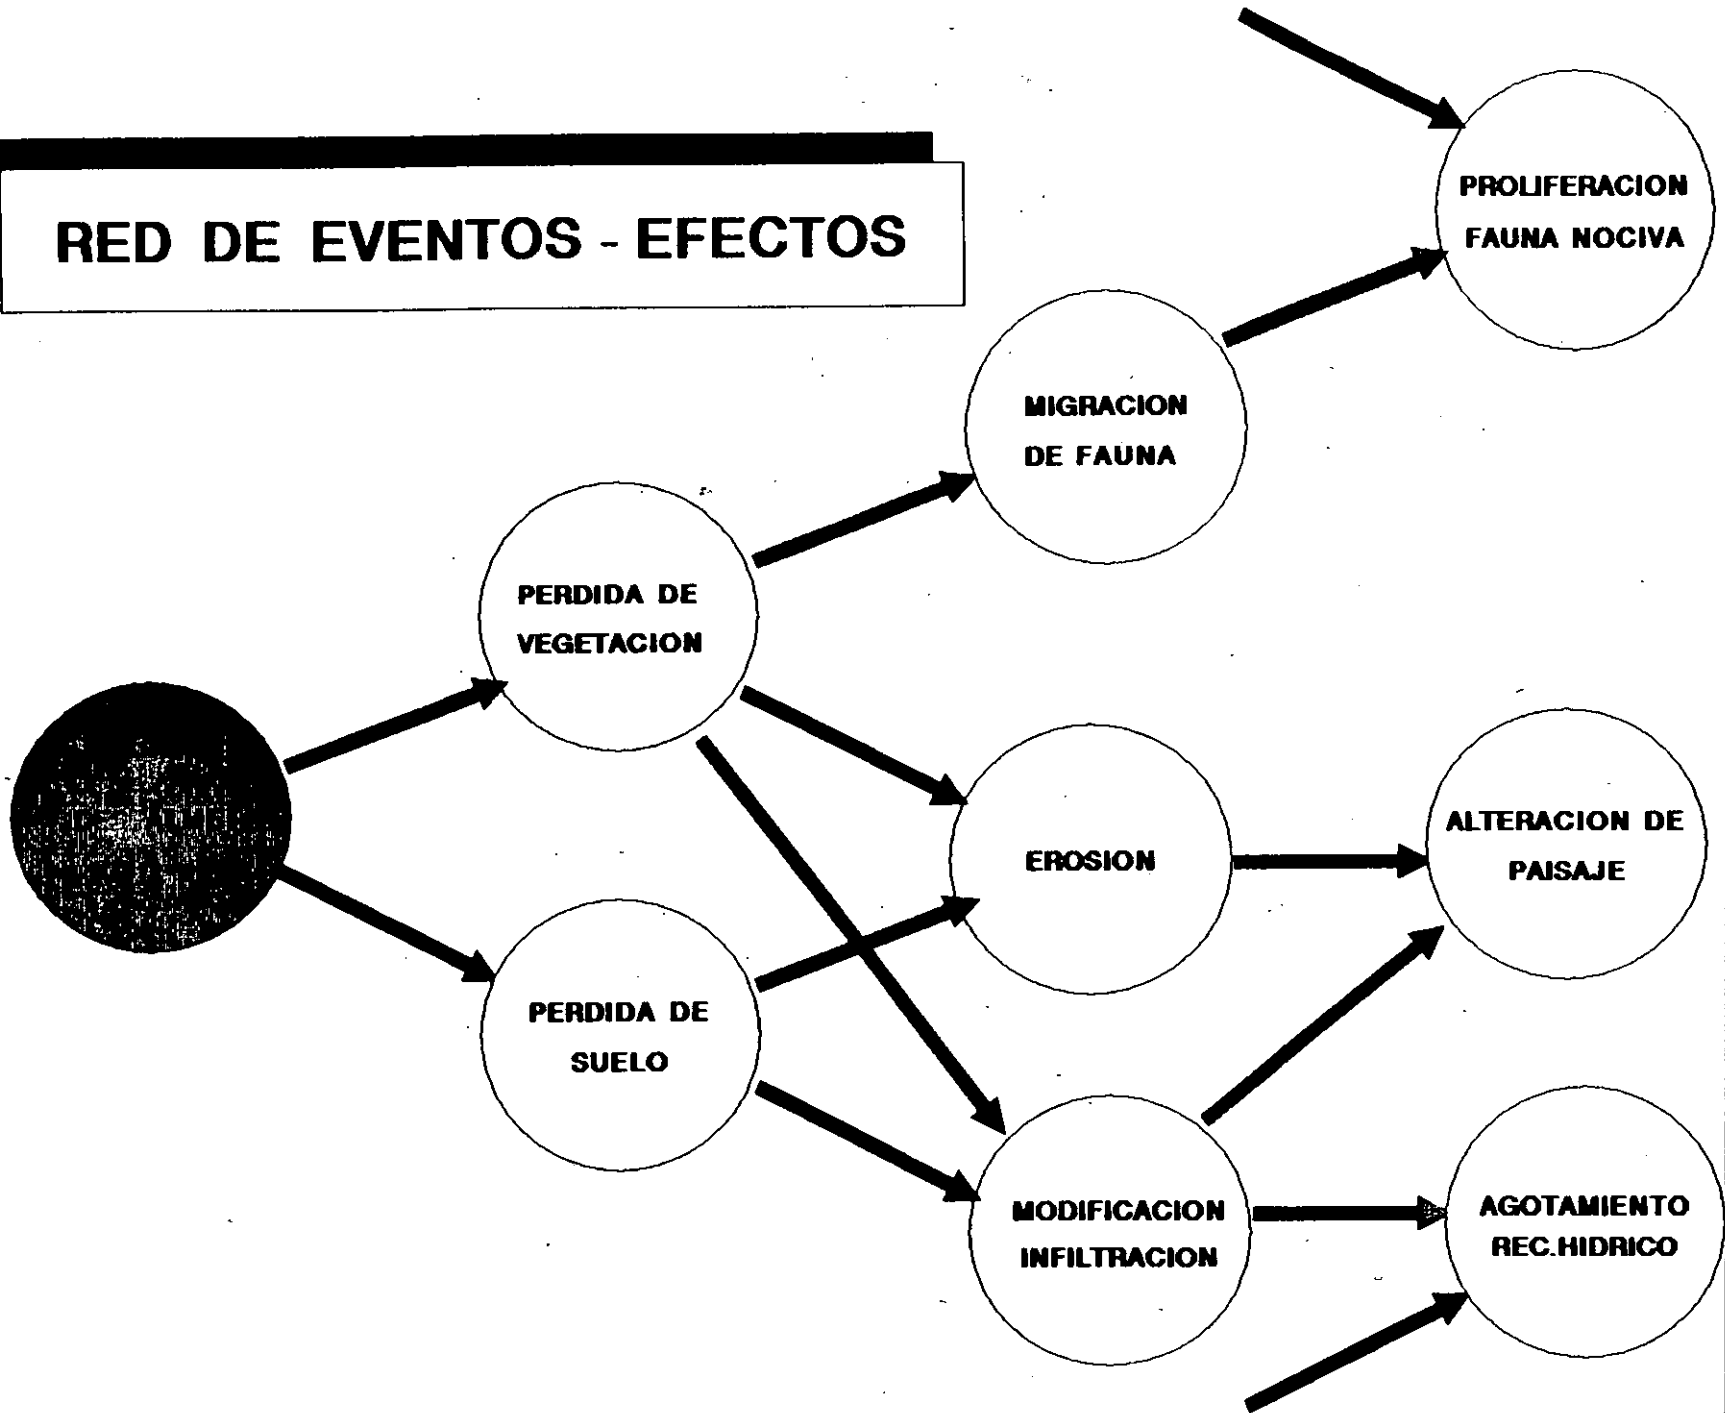 RED DE EVENTOS - EFECTOS
PROLIFERACION
FAUNA NOCIVA
MIGRACION
DE FAUNA
PERDIDA DE
VEGETACION
EROSION
ALTERACION DE
PAISAJE
PERDIDA DE
SUELO
MODIFICACION
INFILTRACION
AGOTAMIENTO
REC.HIDRICO